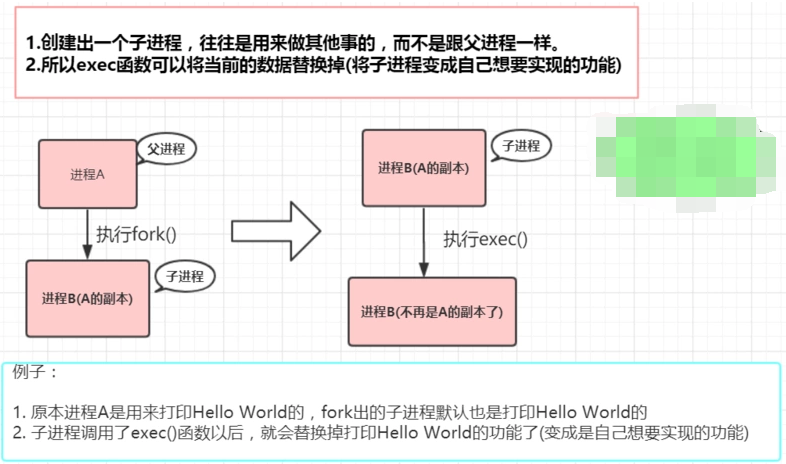 1.创建出一个子进程，往往是用来做其他事的，而不是跟父进程一样。
2.所以exec函数可以将当前的数据替换掉(将子进程变成自己想要实现的功能)
进程A
父进程
执行fork()
进程B(A的副本)
子进程
进程B(A的副本)
子进程
执行exec()
进程B(不再是A的副本了)
例子：
1. 原本进程A是用来打印Hello World的，fork出的子进程默认也是打印Hello World的
2. 子进程调用了exec()函数以后，就会替换掉打印Hello World的功能了(变成是自己想要实现的功能)